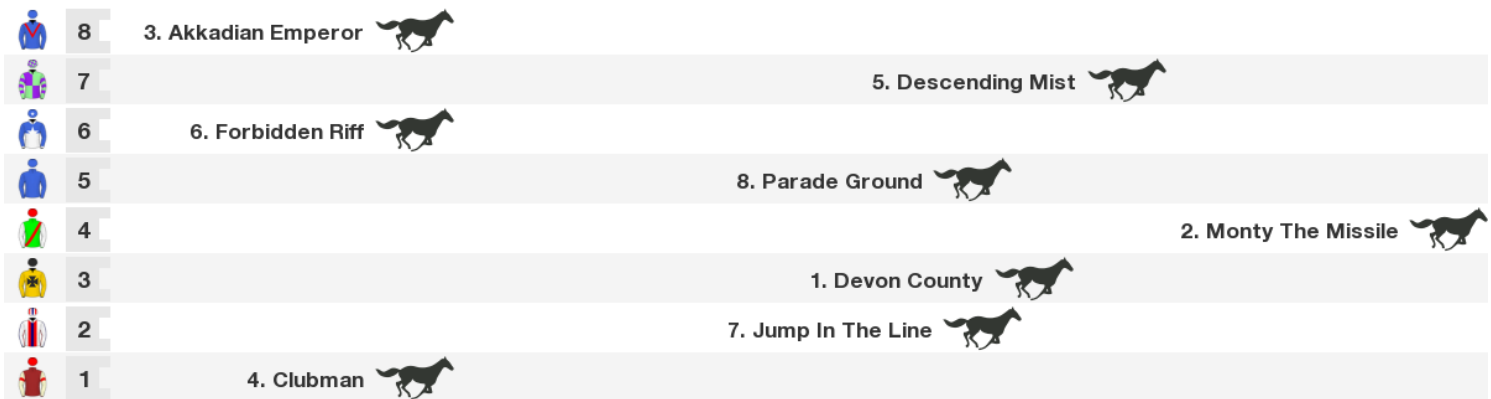 8 3. Akkadian Emperor
7 5. Descending Mist
6 6. Forbidden Riff
5 8. Parade Ground
4 2. Monty The Missile
3 1. Devon County
2 7. Jump In The Line
1 4. Clubman